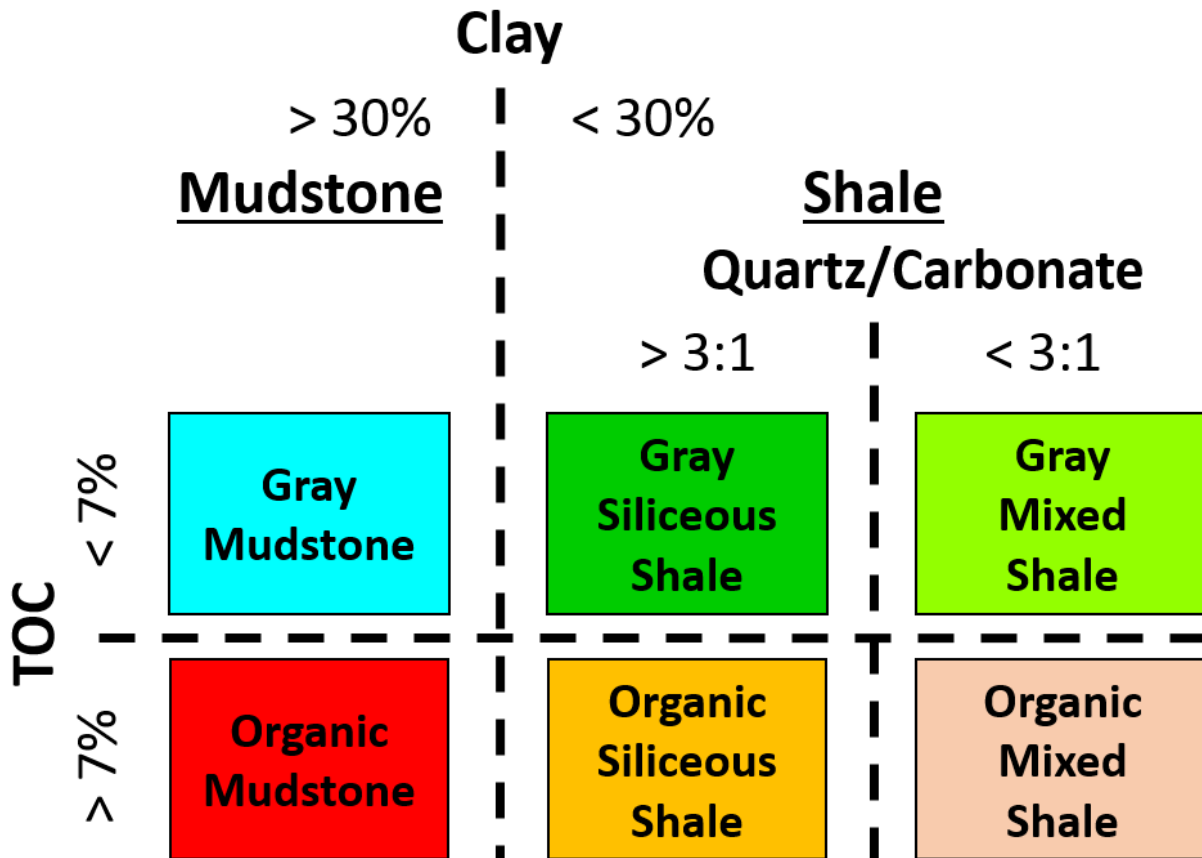 Clay
> 30%
< 30%
Mudstone
Shale
Quartz/Carbonate
> 3:1
< 3:1
TOC
< 7%
Gray
Mudstone
Gray
Siliceous
Shale
Gray
Mixed
Shale
> 7%
Organic
Mudstone
Organic
Siliceous
Shale
Organic
Mixed
Shale